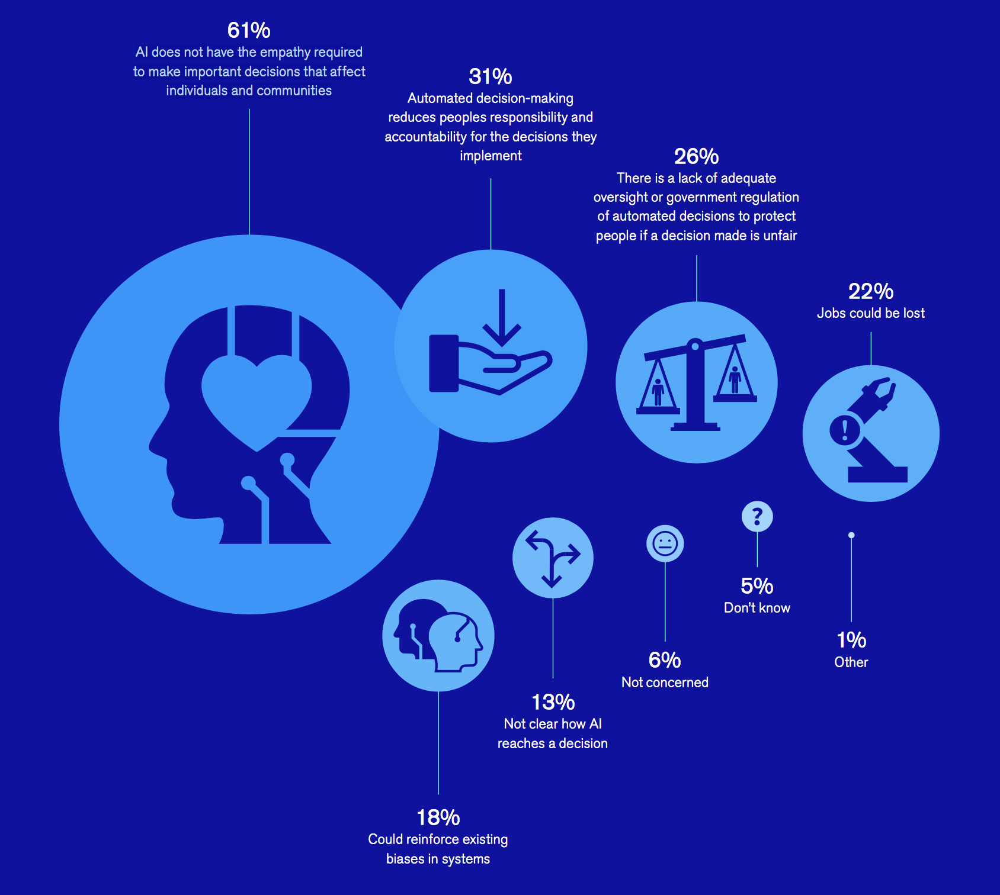 61%
AI does not have the empathy required
to make important decisions that affect
individuals and communities
31%
Automated decision-making
reduces peoples responsibility and
accountability for the decisions they
implement
26%
There is a lack of adequate
oversight or government regulation
of automated decisions to protect
people if a decision made is unfair
22%
Jobs could be lost
!
?
5%
Don't know
1%
Other
6%
Not concerned
13%
Not clear how AI
reaches a decision
18%
Could reinforce existing
biases in systems